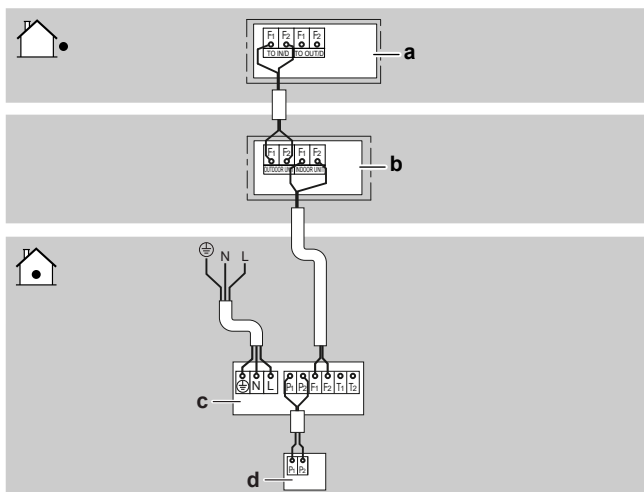 F1 F2 F1 F2
TO IN/D TO OUT/D
a
F1 F2 F1 F2
OUTDOOR UNIT INDOOR UNIT
b
N L
N L P1 P2 F1 F2 T1 T2
c
P1 P2
d